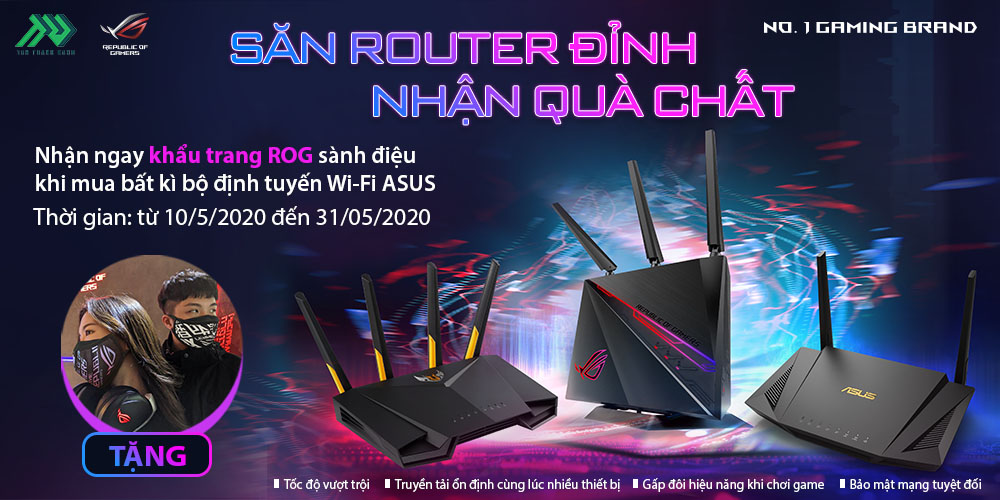 REPUBLIC OF
GAMERS
NO. 1 GAMING BRAND
SĂN ROUTER ĐỈNH
NHẬN QUÀ CHẤT
Nhận ngay khẩu trang ROG sành điệu
khi mua bất kì bộ định tuyến Wi-Fi ASUS
Thời gian: từ 10/5/2020 đến 31/05/2020
REPUBLIC OF GAMERS
ASUS
TẶNG
Tốc độ vượt trội
Truyền tải ổn định cùng lúc nhiều thiết bị
Gấp đôi hiệu năng khi chơi game
Bảo mật mạng tuyệt đối